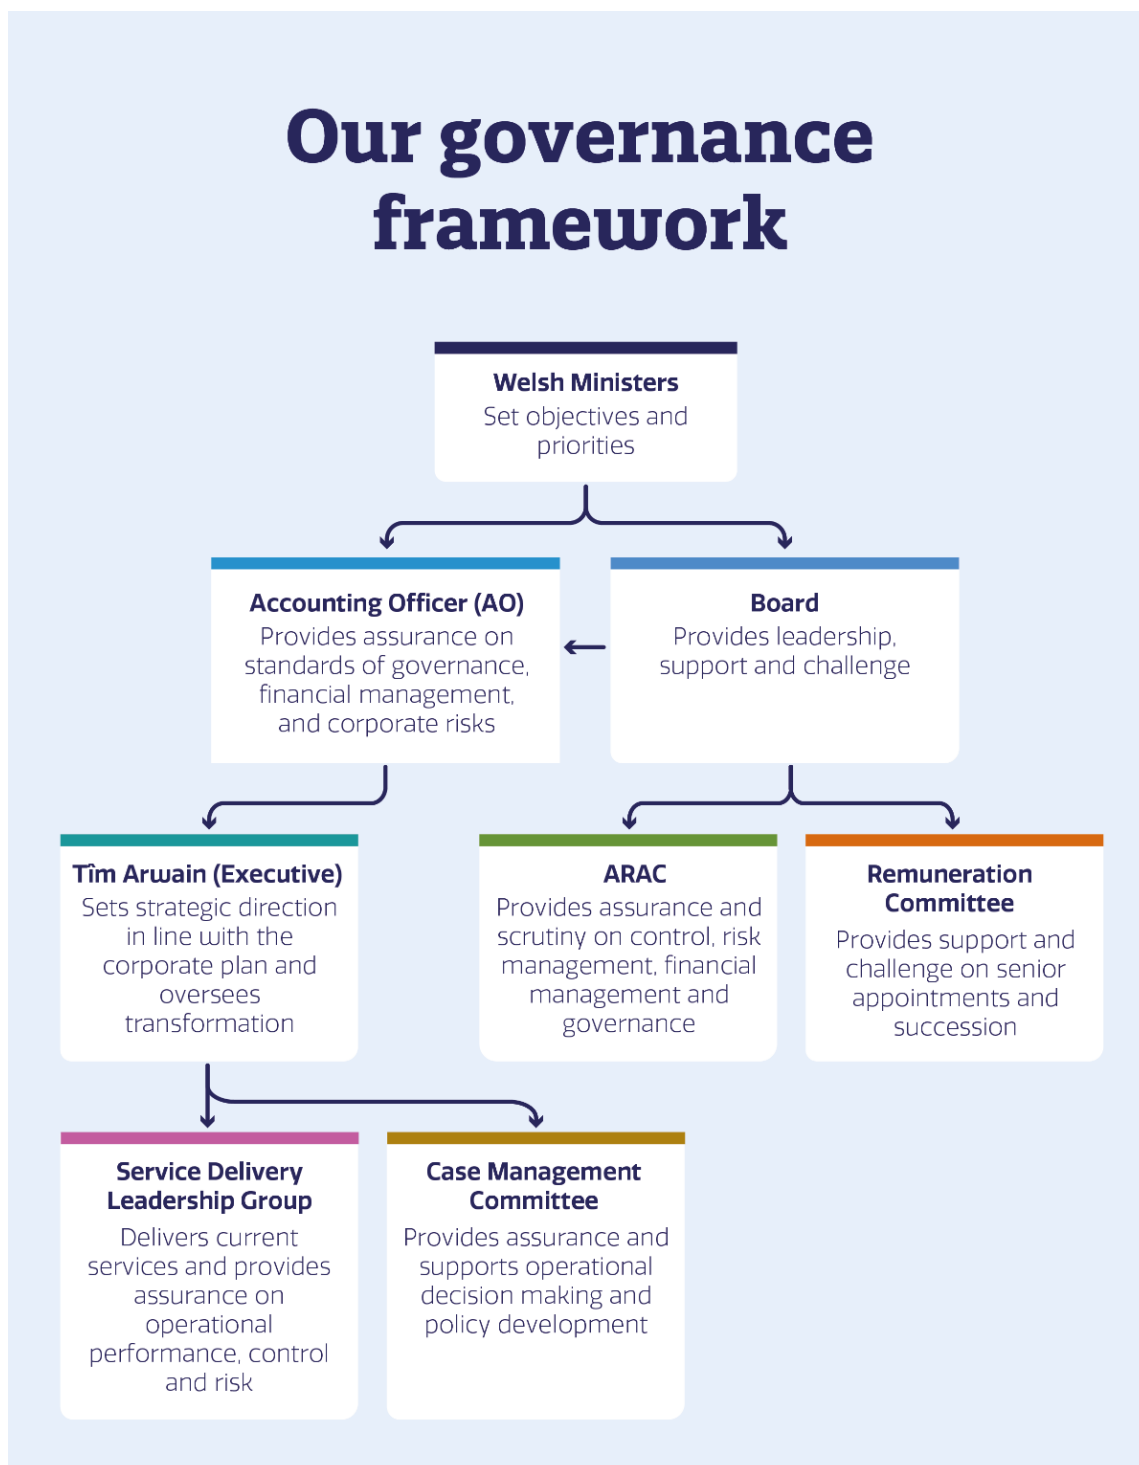 Our governance
framework
Welsh Ministers
Set objectives and
priorities
Accounting Officer (AO)
Provides assurance on
standards of governance,
financial management,
and corporate risks
Board
Provides leadership,
support and challenge
Tîm Arwain (Executive)
Sets strategic direction
in line with the
corporate plan and
oversees
transformation
ARAC
Provides assurance and
scrutiny on control, risk
management, financial
management and
governance
Remuneration
Committee
Provides support and
challenge on senior
appointments and
succession
Service Delivery
Leadership Group
Delivers current
services and provides
assurance on
operational
performance, control
and risk
Case Management
Committee
Provides assurance and
supports operational
decision making and
policy development